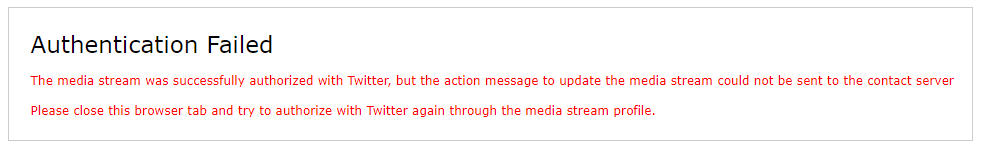 Authentication Failed
The media stream was successfully authorized with Twitter, but the action message to update the media stream could not be sent to the contact server
Please close this browser tab and try to authorize with Twitter again through the media stream profile.